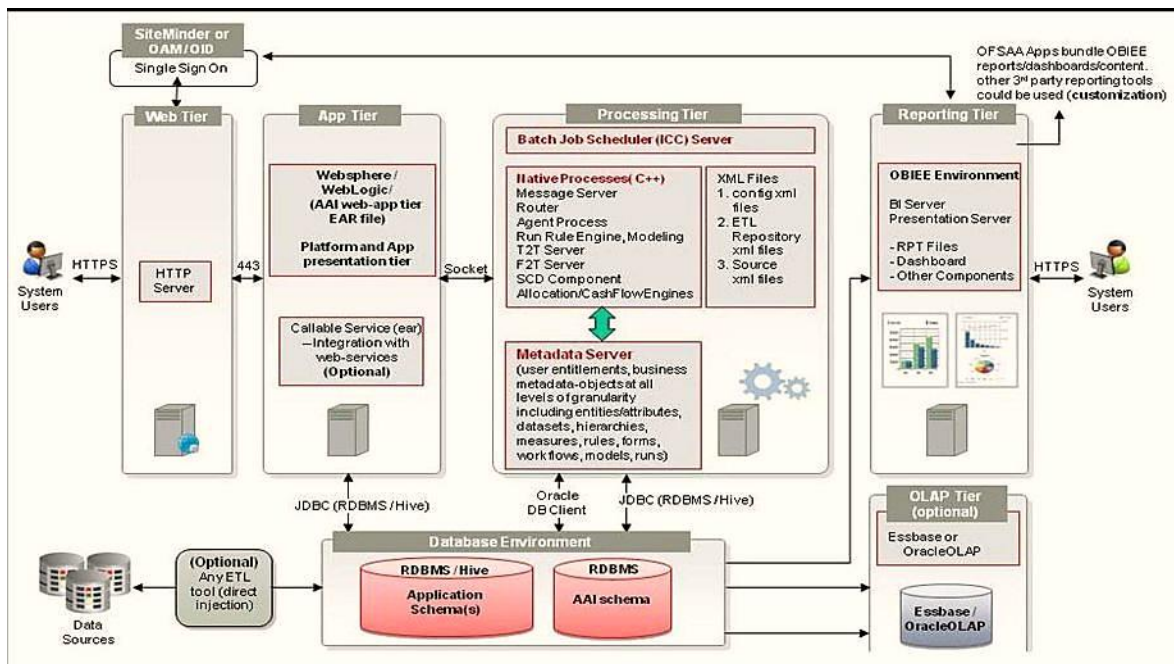 SiteMinder or
OAM/OID
Single Sign On
OFSAA Apps bundle OBIEE
reports/dashboards/content.
other 3rd party reporting tools
could be used (customization)
Web Tier
HTTP
Server
App Tier
Websphere /
WebLogic/
(AAI web-app tier
EAR file)
Platform and App
presentation tier
Callable Service (ear)
—Integration with
web-services
(Optional)
Processing Tier
Batch Job Scheduler (ICC) Server
Native Processes( C++)
Message Server
Router
Agent Process
Run Rule Engine, Modeling
T2T Server
F2T Server
SCD Component
Allocation/CashFlowEngines
XML Files
1. config xml
files
2. ETL
Repository
xml files
3. Source
xml files
Metadata Server
(user entitlements, business
metadata-objects at all
levels of granularity
including entities/attributes,
datasets, hierarchies,
measures, rules, forms,
workflows, models, runs)
Reporting Tier
OBIEE Environment
BI Server
Presentation Server
- RPT Files
- Dashboard
- Other Components
System
Users
HTTPS
443
Socket
HTTPS
System
Users
JDBC (RDBMS /Hive)
Oracle
DB Client
JDBC (RDBMS /Hive)
OLAP Tier
(optional)
Essbase or
OracleOLAP
Essbase /
OracleOLAP
Database Environment
RDBMS / Hive
Application
Schema(s)
RDBMS
AAI schema
(Optional)
Any ETL
tool (direct
injection)
Data
Sources